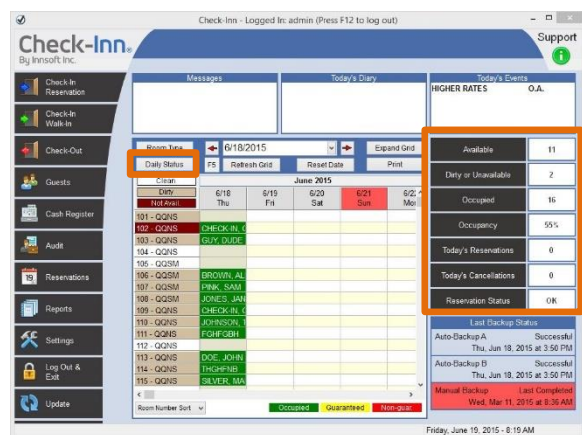 Check-Inn - Logged In: admin (Press F12 to log out)
Check-Inn®
By Innsoft Inc.
Support
Check-In
Reservation
Check-In
Walk-In
Check-Out
Guests
Cash Register
Audit
19
Reservations
Reports
Settings
Log Out &
Exit
Update
Messages
Today's Diary
Today's Events
HIGHER RATES O.A.
Room Type 6/18/2015 Expand Grid
Daily Status F5 Refresh Grid Reset Date Print
Clean June 2015
Dirty 6/18 6/19 6/20 6/21 6/22
Not Avail Thu Fri Sat Sun Mon
101 - QQNS
102 - QQNS CHECK-IN, C
103 - QQNS GUY, DUDE
104 - QQNS
105 - QQSM
106 - QQSM BROWN, AL
107 - QQSM PINK, SAM
108 - QQSM JONES, JAN
109 - QQNS CHECK-IN, C
110 - QQNS JOHNSON, T
111 - QQNS FGHFGBH
112 - QQNS
113 - QQNS DOE, JOHN
114 - QQNS THGHFNB
115 - QQNS SILVER, MA
Room Number Sort Occupied Guaranteed Non-guar.
Available 11
Dirty or Unavailable 2
Occupied 16
Occupancy 55%
Today's Reservations 0
Today's Cancellations 0
Reservation Status OK
Last Backup Status
Auto-Backup A Successful
Thu, Jun 18, 2015 at 3:50 PM
Auto-Backup B Successful
Thu, Jun 18, 2015 at 3:50 PM
Manual Backup Last Completed
Wed, Mar 11, 2015 at 8:36 AM
Friday, June 19, 2015 - 8:19 AM